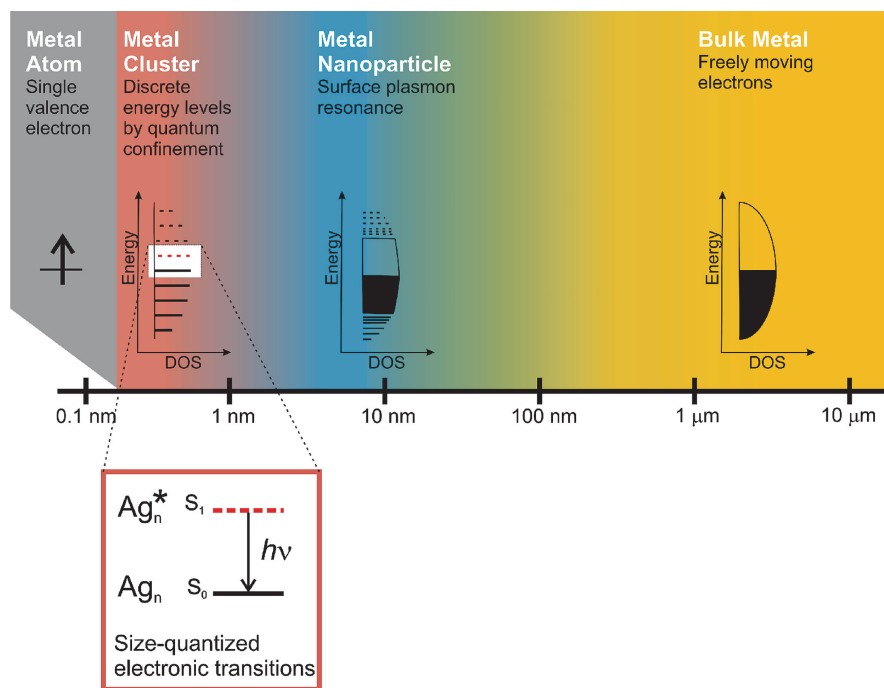 Metal
Atom
Single
valence
electron
Metal
Cluster
Discrete
energy levels
by quantum
confinement
Metal
Nanoparticle
Surface plasmon
resonance
Bulk Metal
Freely moving
electrons
Energy
DOS
Energy
DOS
Energy
DOS
0.1 nm
1 nm
10 nm
100 nm
1 μm
10 μm
Agₙ* S₁
hν
Agₙ S₀
Size-quantized
electronic transitions